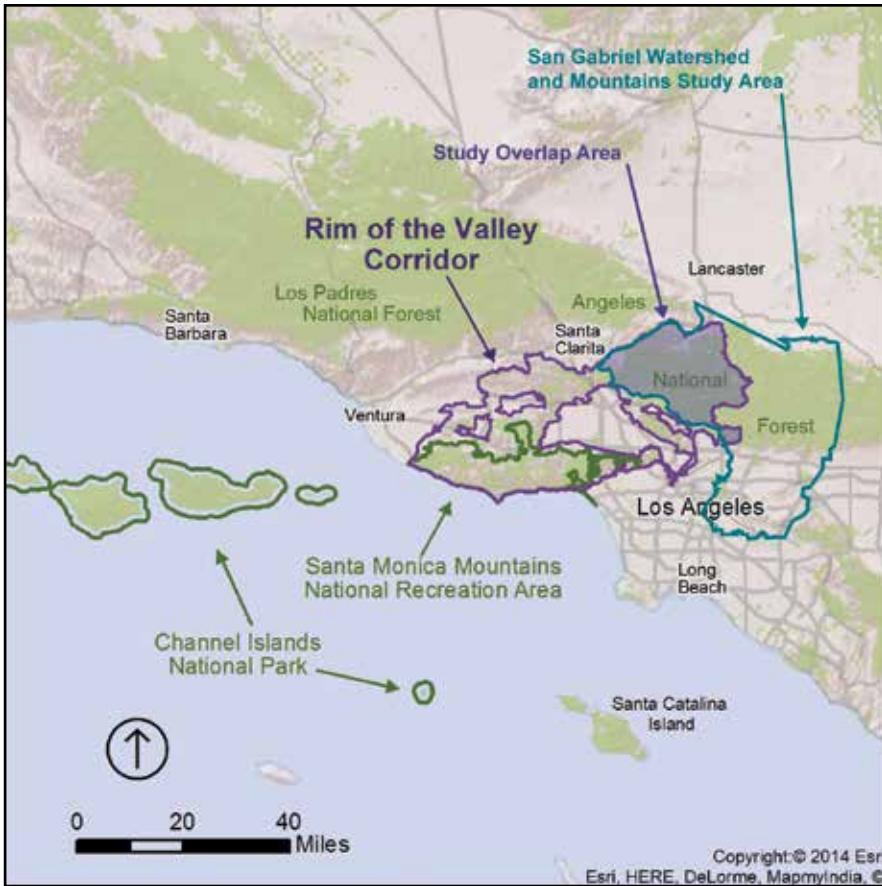 San Gabriel Watershed
and Mountains Study Area
Study Overlap Area
Rim of the Valley
Corridor
Lancaster
Los Padres
National Forest
Angeles
Santa
Barbara
Santa
Clarita
National
Ventura
Forest
Los Angeles
Santa Monica Mountains
National Recreation Area
Long
Beach
Channel Islands
National Park
Santa Catalina
Island
0 20 40
Miles
Copyright:© 2014 Esri
Esri, HERE, DeLorme, MapmyIndia, ©